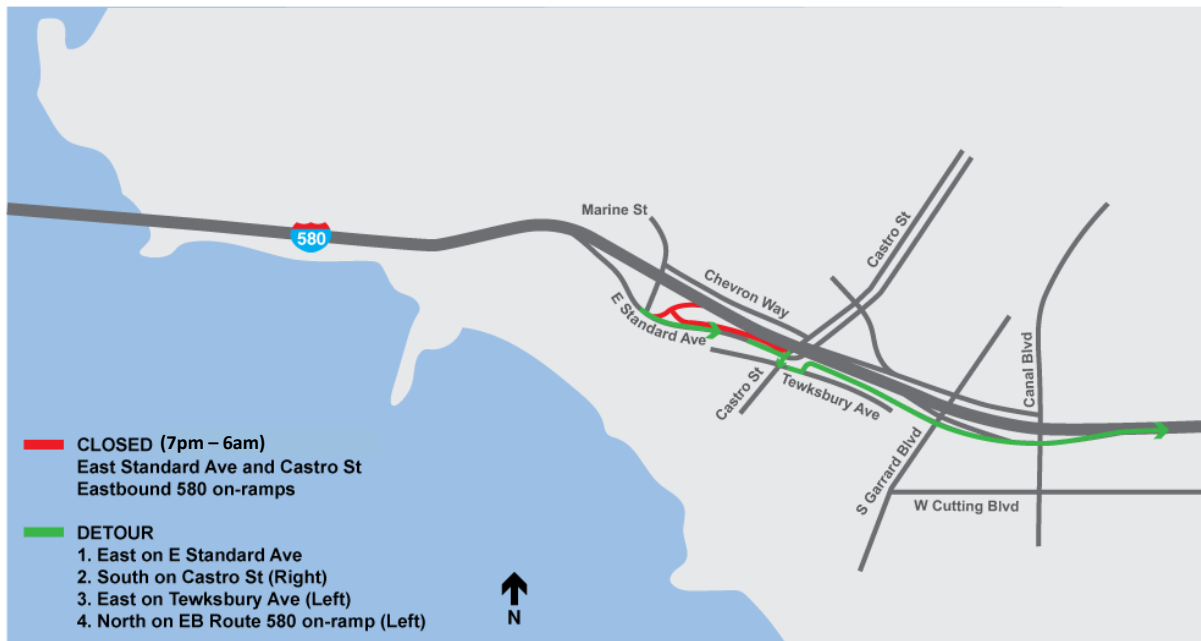 Marine St
580
Castro St
Chevron Way
E Standard Ave
Canal Blvd
Castro St
Tewksbury Ave
S Garrard Blvd
W Cutting Blvd
CLOSED (7pm – 6am)
East Standard Ave and Castro St
Eastbound 580 on-ramps
DETOUR
1. East on E Standard Ave
2. South on Castro St (Right)
3. East on Tewksbury Ave (Left)
4. North on EB Route 580 on-ramp (Left)
N